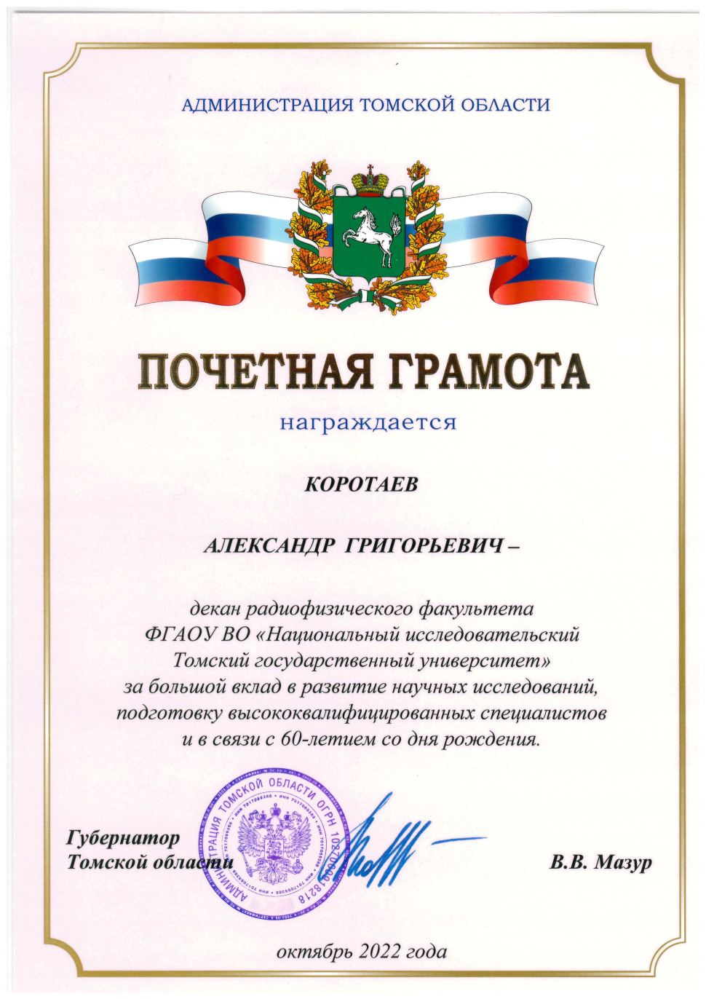 АДМИНИСТРАЦИЯ ТОМСКОЙ ОБЛАСТИ
ПОЧЕТНАЯ ГРАМОТА
награждается
КОРОТАЕВ
АЛЕКСАНДР ГРИГОРЬЕВИЧ –
декан радиофизического факультета
ФГАОУ ВО «Национальный исследовательский
Томский государственный университет»
за большой вклад в развитие научных исследований,
подготовку высококвалифицированных специалистов
и в связи с 60-летием со дня рождения.
АДМИНИСТРАЦИЯ ТОМСКОЙ ОБЛАСТИ ОГРН 1027000918218
Губернатор
Томской области
В.В. Мазур
октябрь 2022 года